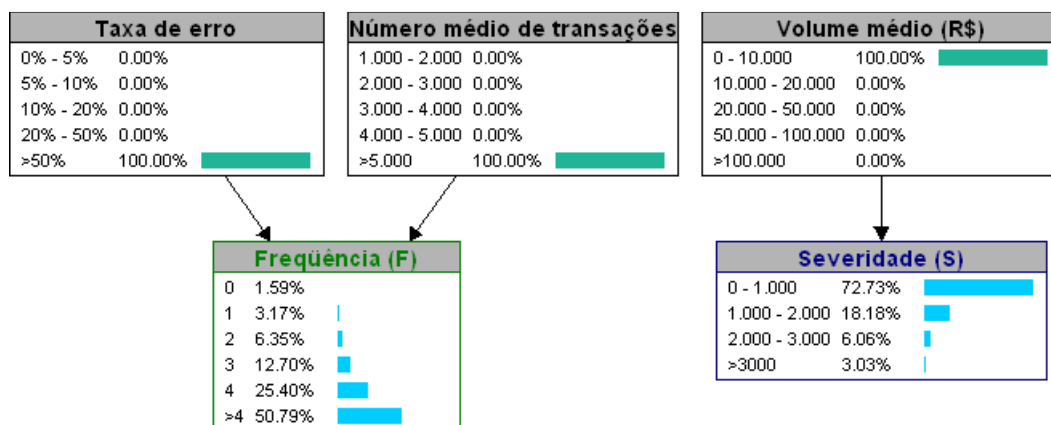 Taxa de erro
0% - 5% 0.00%
5% - 10% 0.00%
10% - 20% 0.00%
20% - 50% 0.00%
>50% 100.00%
Número médio de transações
1.000 - 2.000 0.00%
2.000 - 3.000 0.00%
3.000 - 4.000 0.00%
4.000 - 5.000 0.00%
>5.000 100.00%
Volume médio (R$)
0 - 10.000 100.00%
10.000 - 20.000 0.00%
20.000 - 50.000 0.00%
50.000 - 100.000 0.00%
>100.000 0.00%
Freqüência (F)
0 1.59%
1 3.17%
2 6.35%
3 12.70%
4 25.40%
>4 50.79%
Severidade (S)
0 - 1.000 72.73%
1.000 - 2.000 18.18%
2.000 - 3.000 6.06%
>3000 3.03%